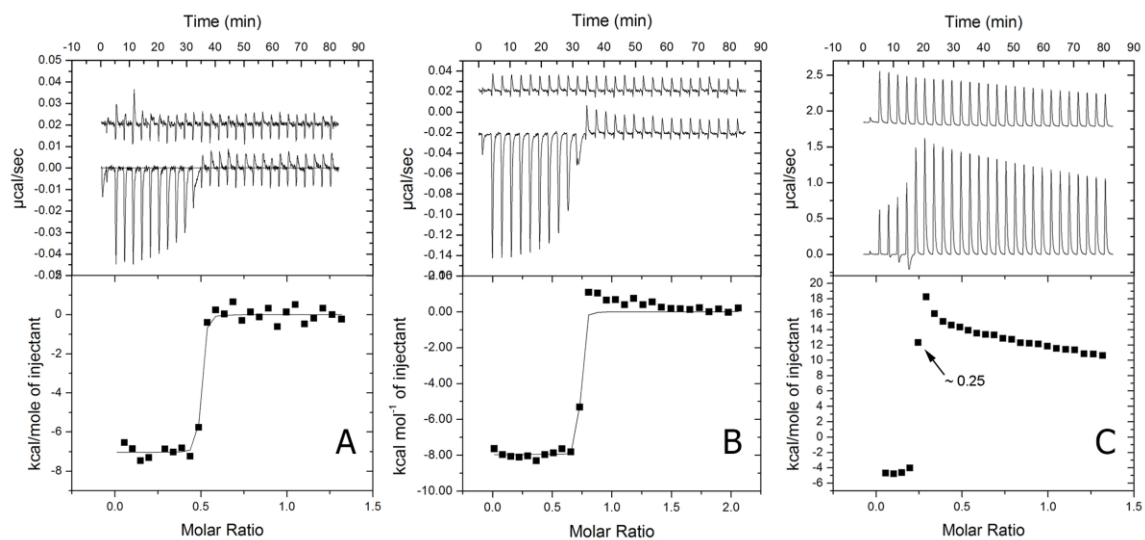 Time (min)
-10 0 10 20 30 40 50 60 70 80 90
0.05
0.04
0.03
0.02
0.01
0.00
-0.01
-0.02
-0.03
-0.04
µcal/sec
2
0
-2
-4
-6
-8
kcal/mole of injectant
A
0.0 0.5 1.0 1.5
Molar Ratio
Time (min)
0 10 20 30 40 50 60 70 80 90
0.04
0.02
0.00
-0.02
-0.04
-0.06
-0.08
-0.10
-0.12
-0.14
µcal/sec
2.00
0.00
-2.00
-4.00
-6.00
-8.00
-10.00
kcal mol⁻¹ of injectant
B
0.0 0.5 1.0 1.5 2.0
Molar Ratio
Time (min)
-10 0 10 20 30 40 50 60 70 80 90
2.5
2.0
1.5
1.0
0.5
0.0
µcal/sec
20
18
16
14
12
10
8
6
4
2
0
-2
-4
-6
kcal/mole of injectant
~ 0.25
C
0.0 0.5 1.0 1.5
Molar Ratio